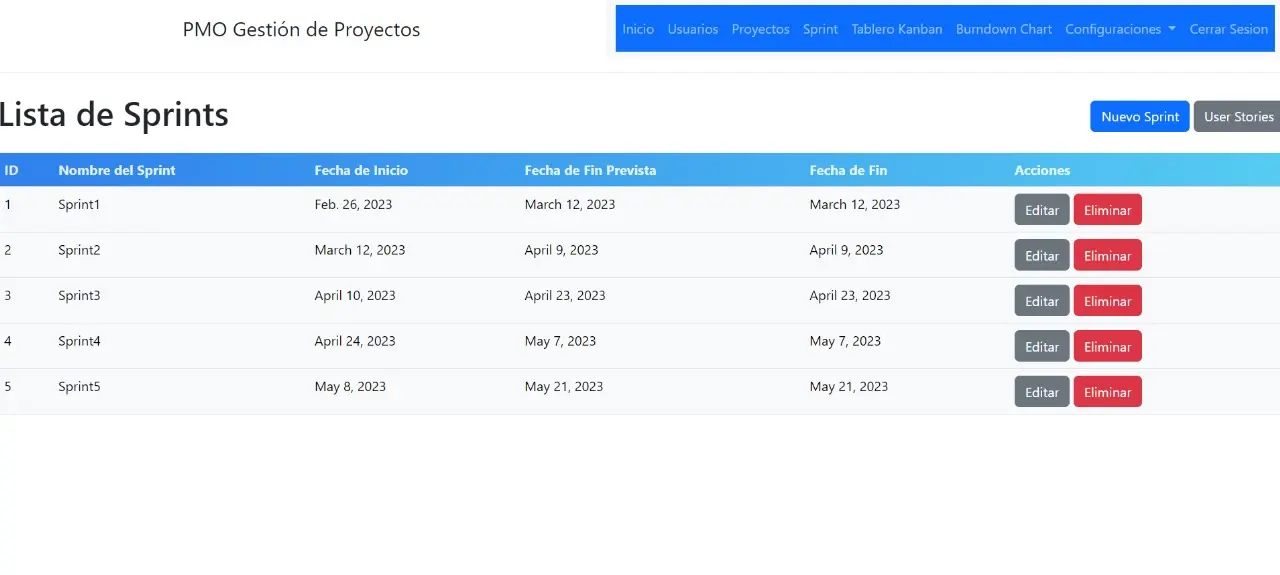 PMO Gestión de Proyectos
Inicio Usuarios Proyectos Sprint Tablero Kanban Burndown Chart Configuraciones Cerrar Sesion
Lista de Sprints
Nuevo Sprint User Stories
ID Nombre del Sprint Fecha de Inicio Fecha de Fin Prevista Fecha de Fin Acciones
1 Sprint1 Feb. 26, 2023 March 12, 2023 March 12, 2023 Editar Eliminar
2 Sprint2 March 12, 2023 April 9, 2023 April 9, 2023 Editar Eliminar
3 Sprint3 April 10, 2023 April 23, 2023 April 23, 2023 Editar Eliminar
4 Sprint4 April 24, 2023 May 7, 2023 May 7, 2023 Editar Eliminar
5 Sprint5 May 8, 2023 May 21, 2023 May 21, 2023 Editar Eliminar